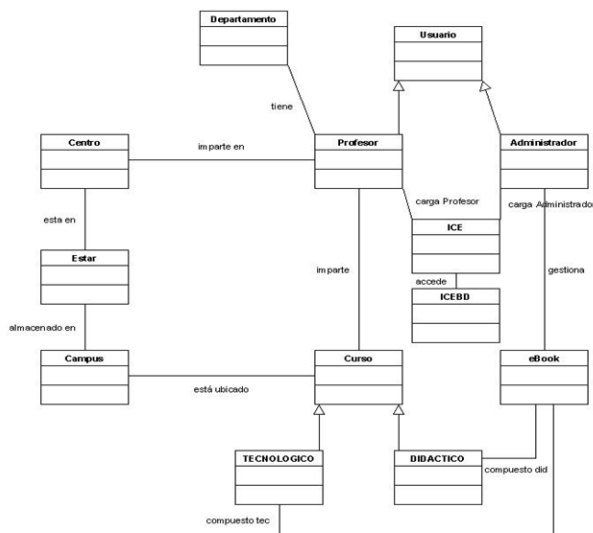 Departamento
Usuario
tiene
Centro
imparte en
Profesor
Administrador
carga Profesor
carga Administrado
ICE
esta en
Estar
imparte
accede
gestiona
ICEBD
almacenado en
Campus
está ubicado
Curso
eBook
TECNOLOGICO
DIDACTICO
compuesto did
compuesto tec